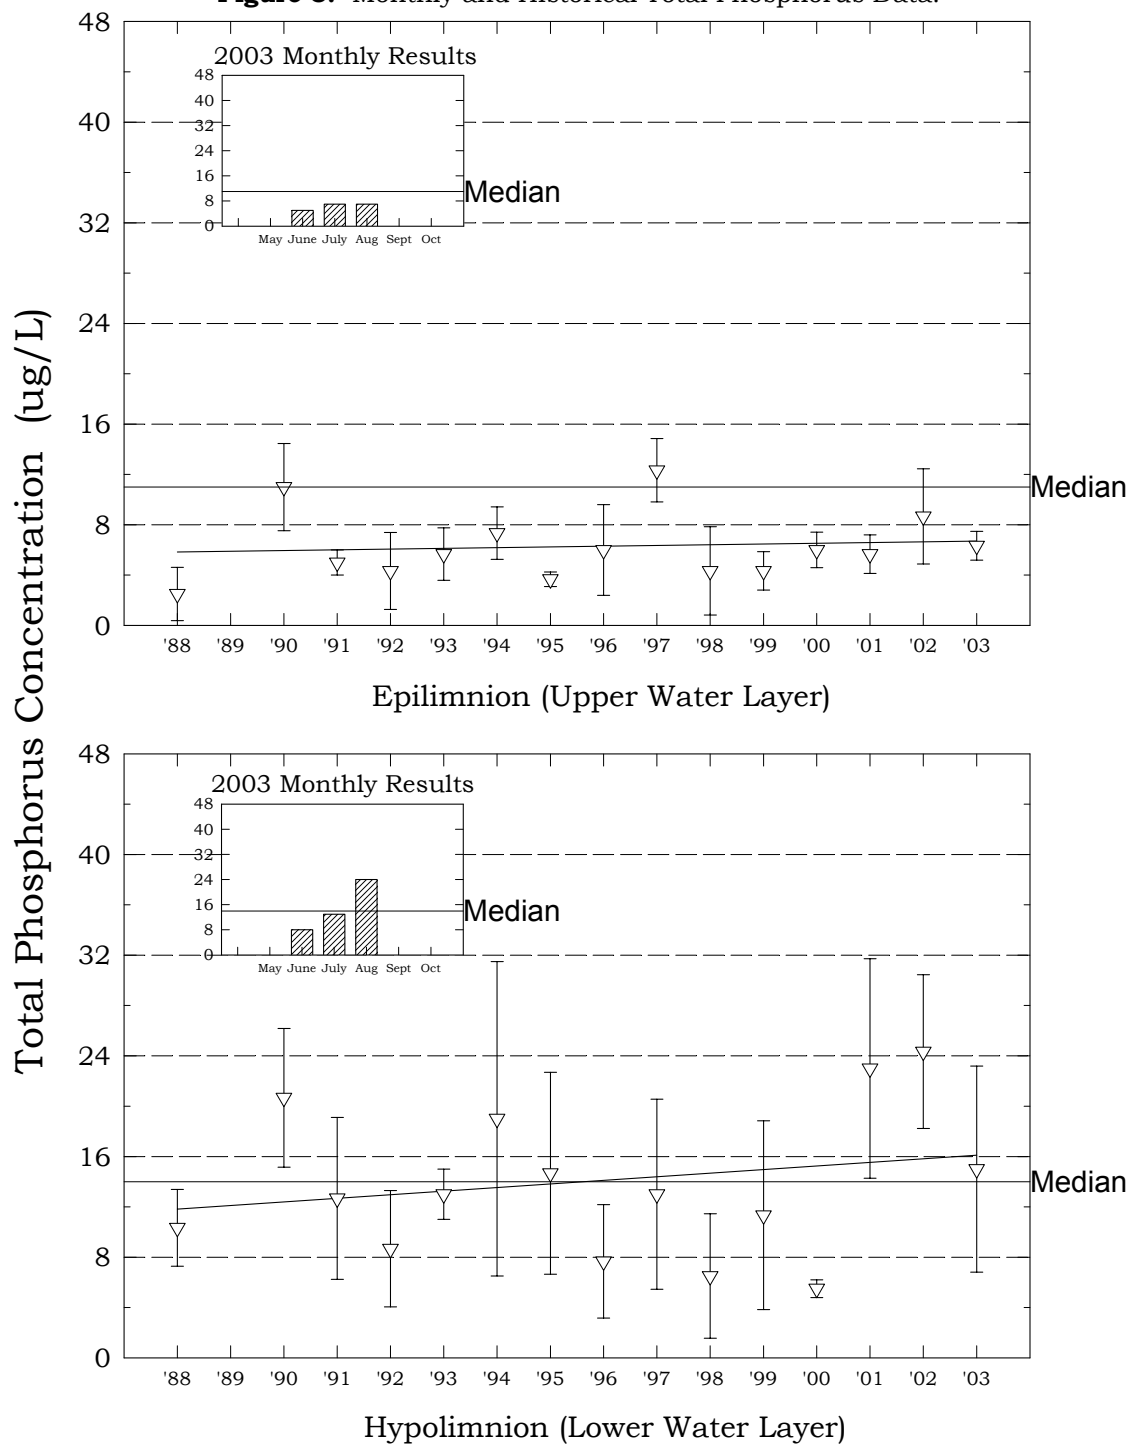 Figure 3. Monthly and Historical Total Phosphorus Data.
Total Phosphorus Concentration (ug/L)
48
40
32
24
16
8
0
2003 Monthly Results
48
40
32
24
16
8
0
May June July Aug Sept Oct
Median
Median
'88 '89 '90 '91 '92 '93 '94 '95 '96 '97 '98 '99 '00 '01 '02 '03
Epilimnion (Upper Water Layer)
48
40
32
24
16
8
0
2003 Monthly Results
48
40
32
24
16
8
0
May June July Aug Sept Oct
Median
Median
'88 '89 '90 '91 '92 '93 '94 '95 '96 '97 '98 '99 '00 '01 '02 '03
Hypolimnion (Lower Water Layer)